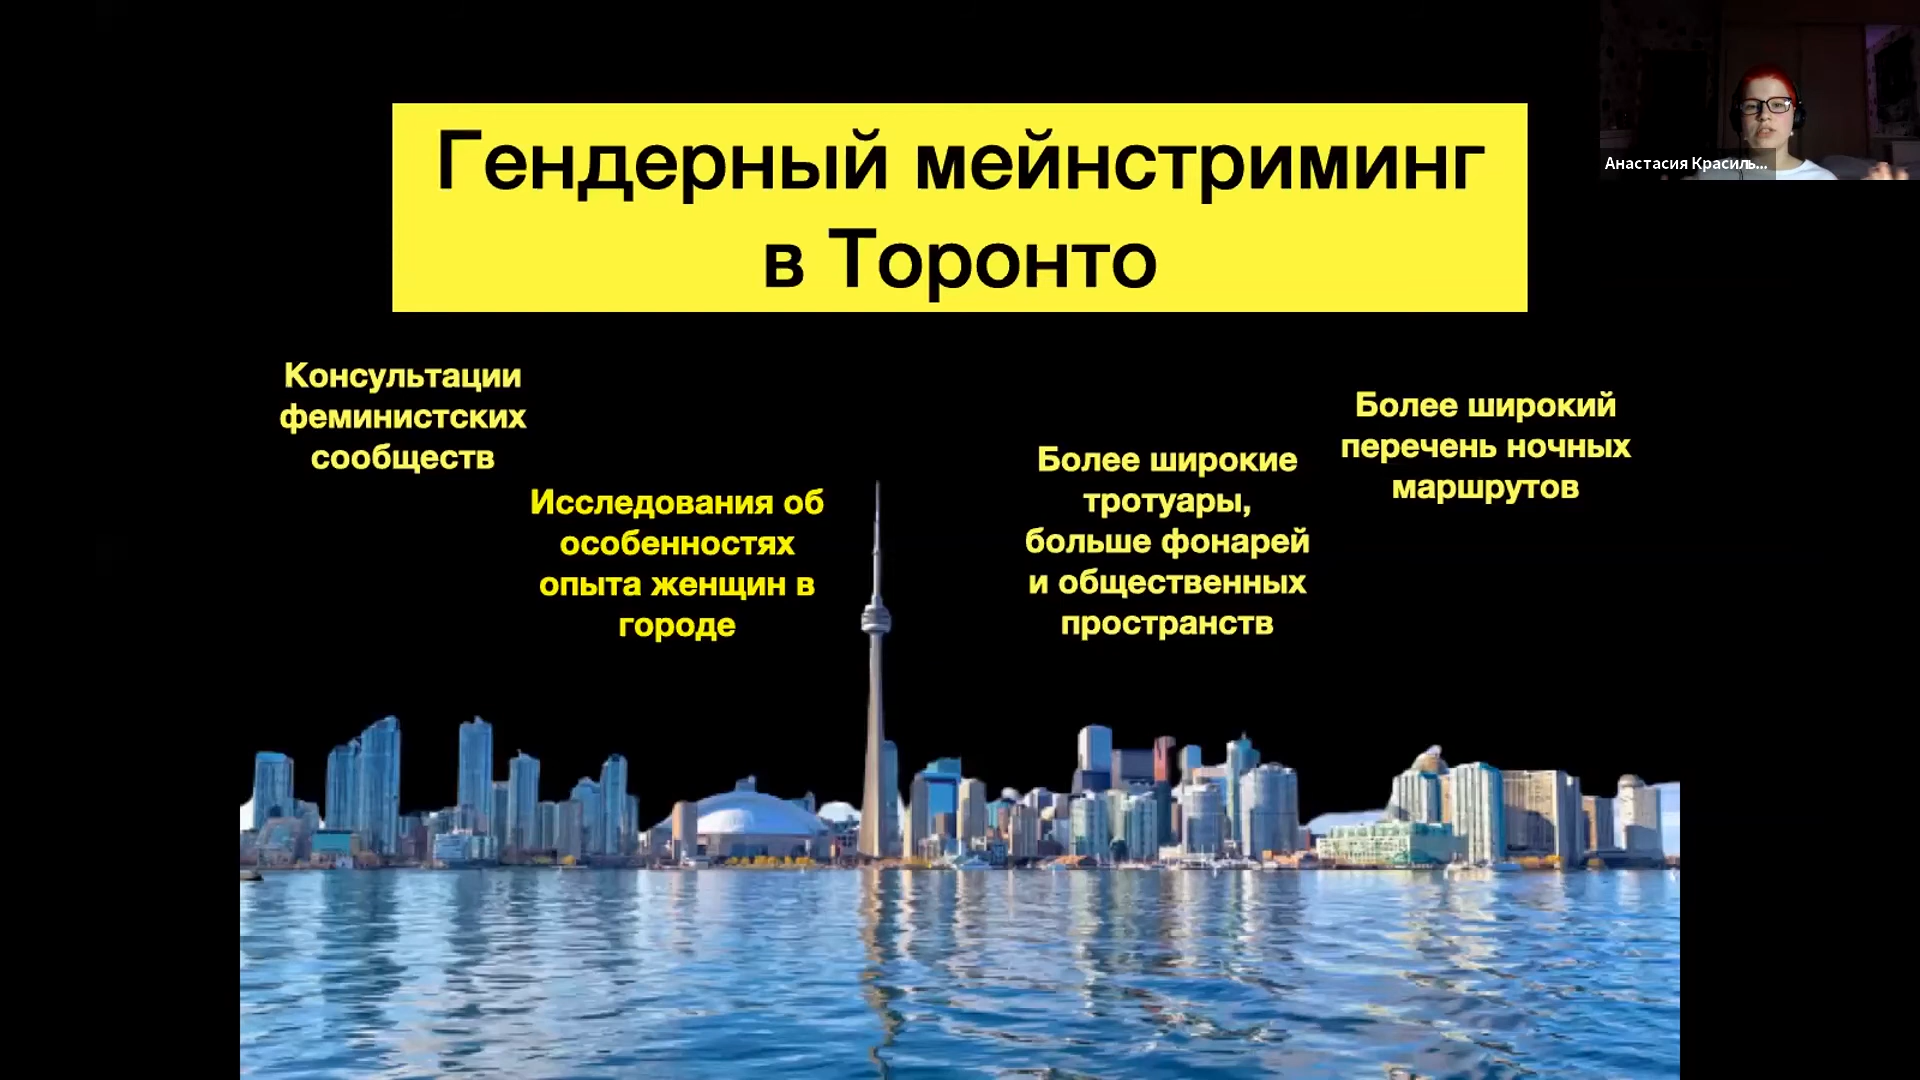 Гендерный мейнстриминг
в Торонто
Анастасия Красиль...
Консультации
феминистских
сообществ
Исследования об
особенностях
опыта женщин в
городе
Более широкие
тротуары,
больше фонарей
и общественных
пространств
Более широкий
перечень ночных
маршрутов